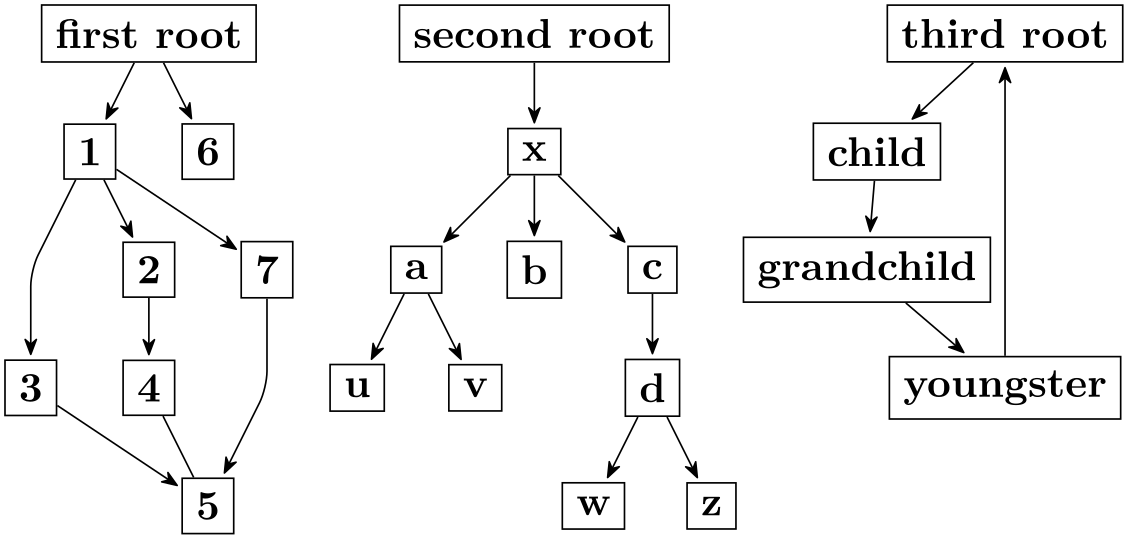 first root
1
6
2
7
3
4
5
second root
x
a
b
c
u
v
d
w
z
third root
child
grandchild
youngster